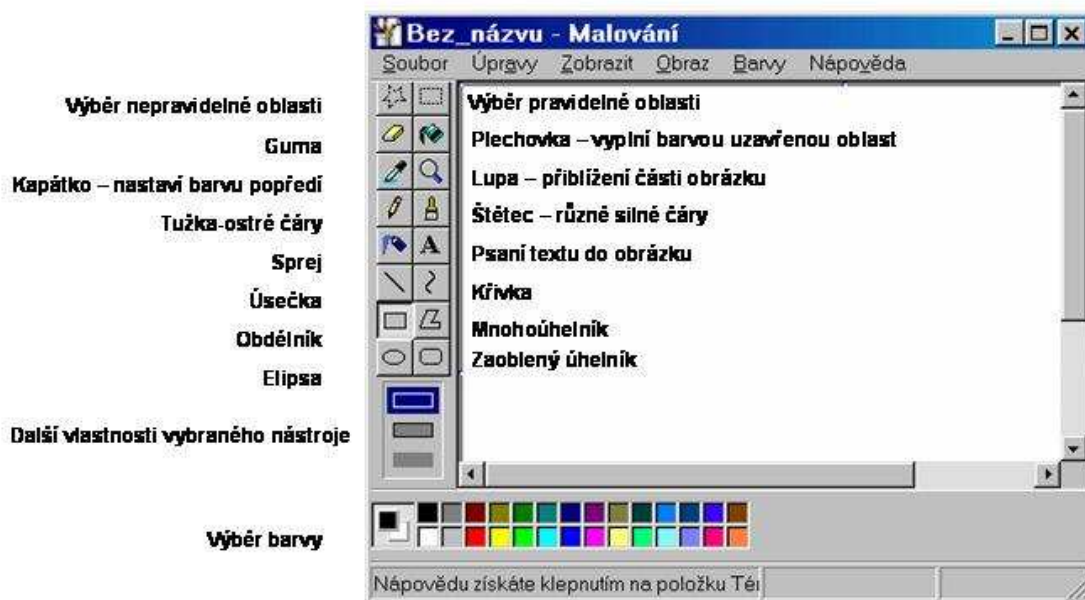 Bez_názvu - Malování
Soubor Úpravy Zobrazit Obraz Barvy Nápověda
Výběr nepravidelné oblasti
Výběr pravidelné oblasti
Guma
Plechovka – vyplní barvou uzavřenou oblast
Kapátko – nastaví barvu popředí
Lupa – přiblížení části obrázku
Tužka-ostré čáry
Štětec – různě silné čáry
Sprej
Psaní textu do obrázku
Úsečka
Křivka
Obdélník
Mnohoúhelník
Elipsa
Zaoblený úhelník
Další vlastnosti vybraného nástroje
Výběr barvy
Nápovědu získáte klepnutím na položku Té